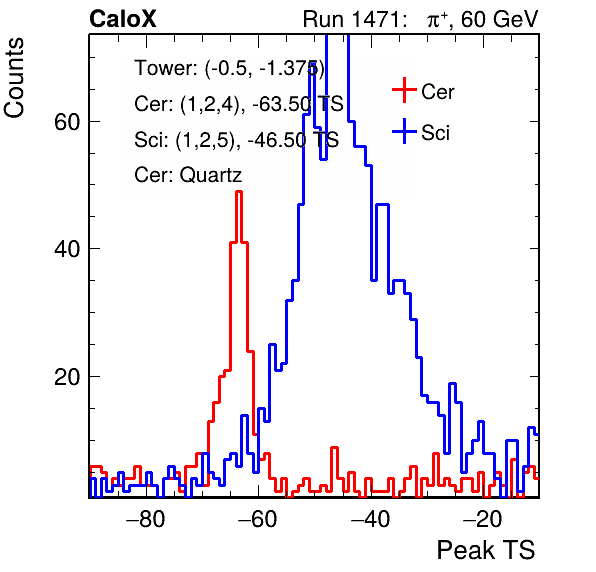 CaloX Run 1471: π⁺, 60 GeV
Counts
Tower: (-0.5, -1.375)
Cer: (1,2,4), -63.50 TS
Sci: (1,2,5), -46.50 TS
Cer: Quartz
Cer
Sci
60
40
20
−80 −60 −40 −20
Peak TS